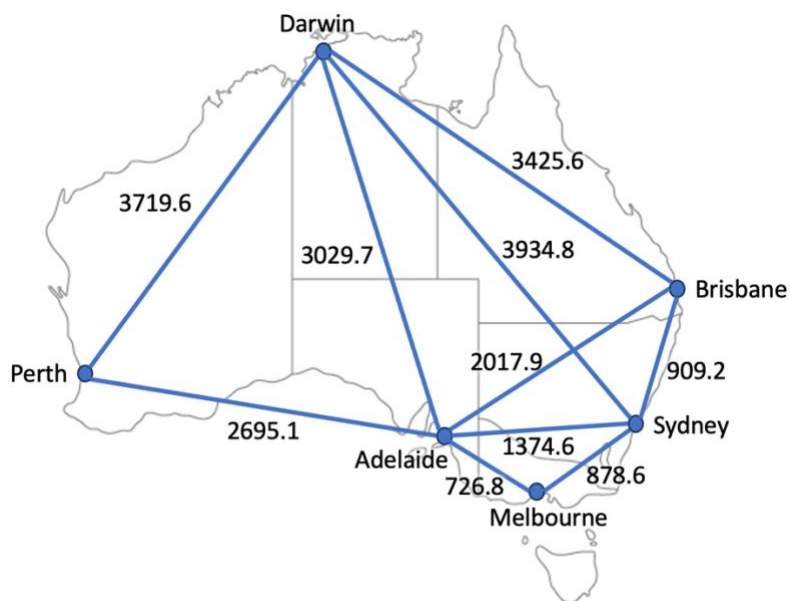 Darwin
3425.6
3719.6
3934.8
3029.7
Brisbane
2017.9
Perth
909.2
2695.1
Sydney
1374.6
Adelaide
878.6
726.8
Melbourne